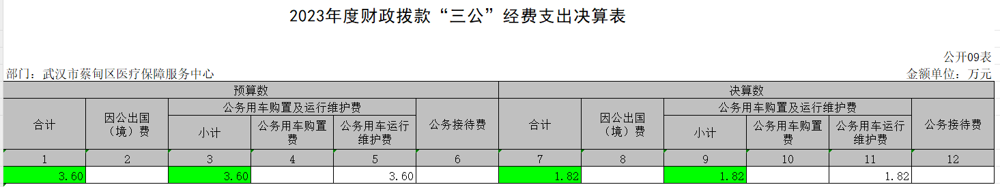 2023年度财政拨款“三公”经费支出决算表
公开09表
部门：武汉市蔡甸区医疗保障服务中心 金额单位：万元
预算数 决算数
合计 因公出国（境）费 公务用车购置及运行维护费 公务接待费 合计 因公出国（境）费 公务用车购置及运行维护费 公务接待费
小计 公务用车购置费 公务用车运行维护费 小计 公务用车购置费 公务用车运行维护费
1 2 3 4 5 6 7 8 9 10 11 12
3.60 3.60 3.60 1.82 1.82 1.82